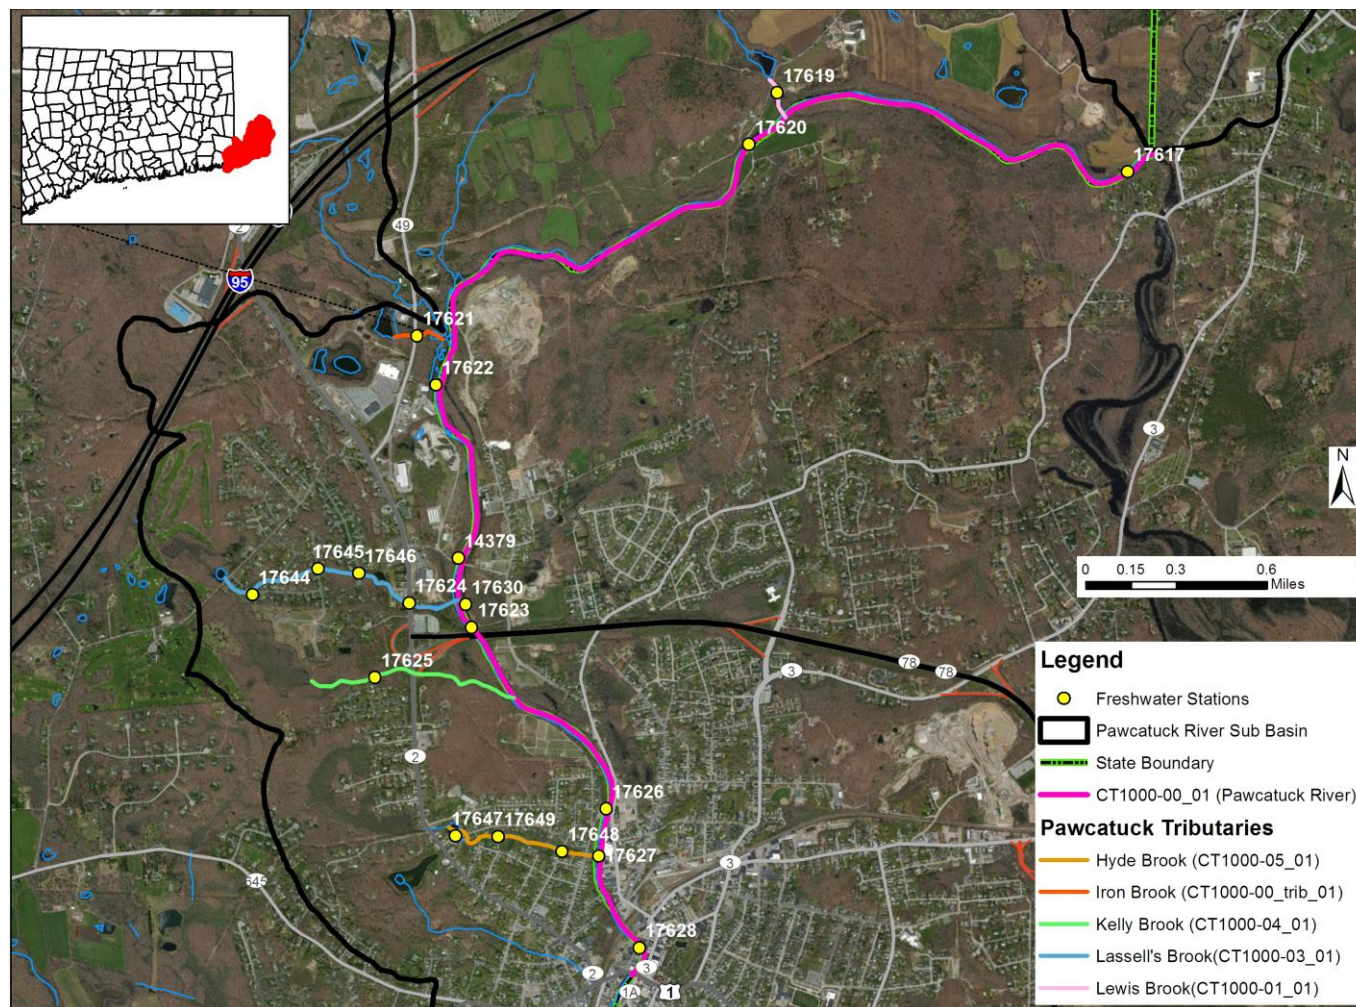 17619
17620
17617
2
49
95
17621
17622
3
N
14379
17645
17646
17644
17624
17630
17623
0 0.15 0.3 0.6
Miles
17625
3
78
78
2
17626
17647
17649
17648
17627
3
645
17628
2
3
1A
1
Legend
Freshwater Stations
Pawcatuck River Sub Basin
State Boundary
CT1000-00_01 (Pawcatuck River)
Pawcatuck Tributaries
Hyde Brook (CT1000-05_01)
Iron Brook (CT1000-00_trib_01)
Kelly Brook (CT1000-04_01)
Lassell's Brook(CT1000-03_01)
Lewis Brook(CT1000-01_01)